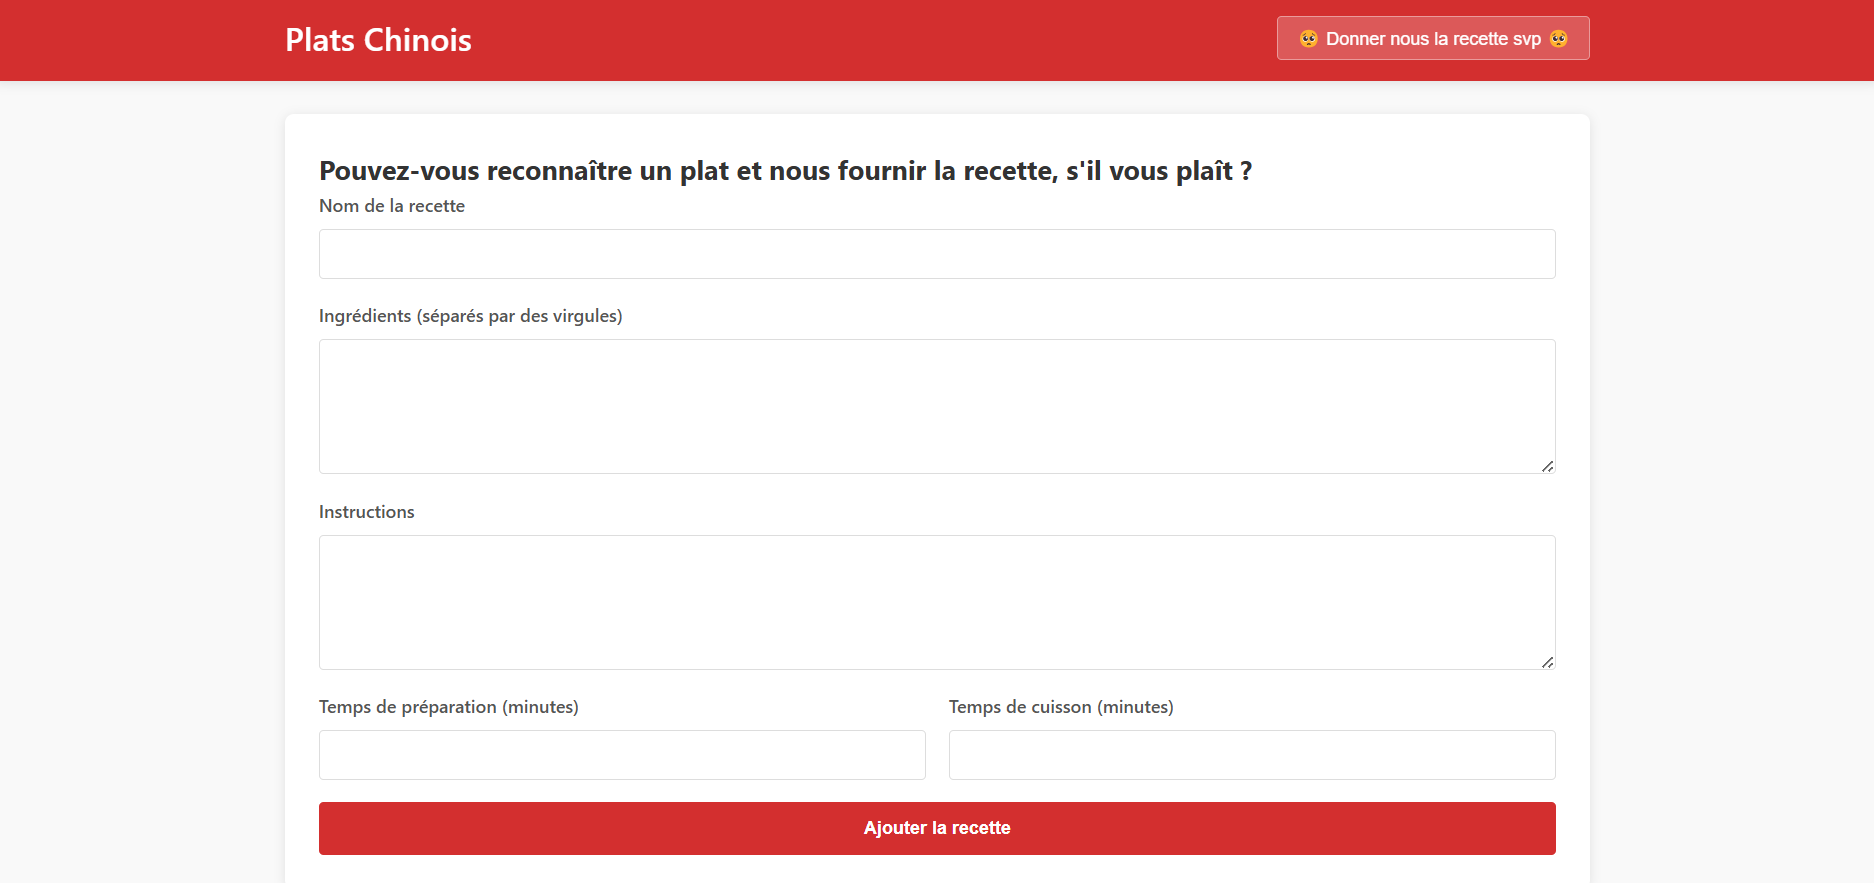 Plats Chinois
🥺 Donner nous la recette svp 🥺
Pouvez-vous reconnaître un plat et nous fournir la recette, s'il vous plaît ?
Nom de la recette
Ingrédients (séparés par des virgules)
Instructions
Temps de préparation (minutes)
Temps de cuisson (minutes)
Ajouter la recette